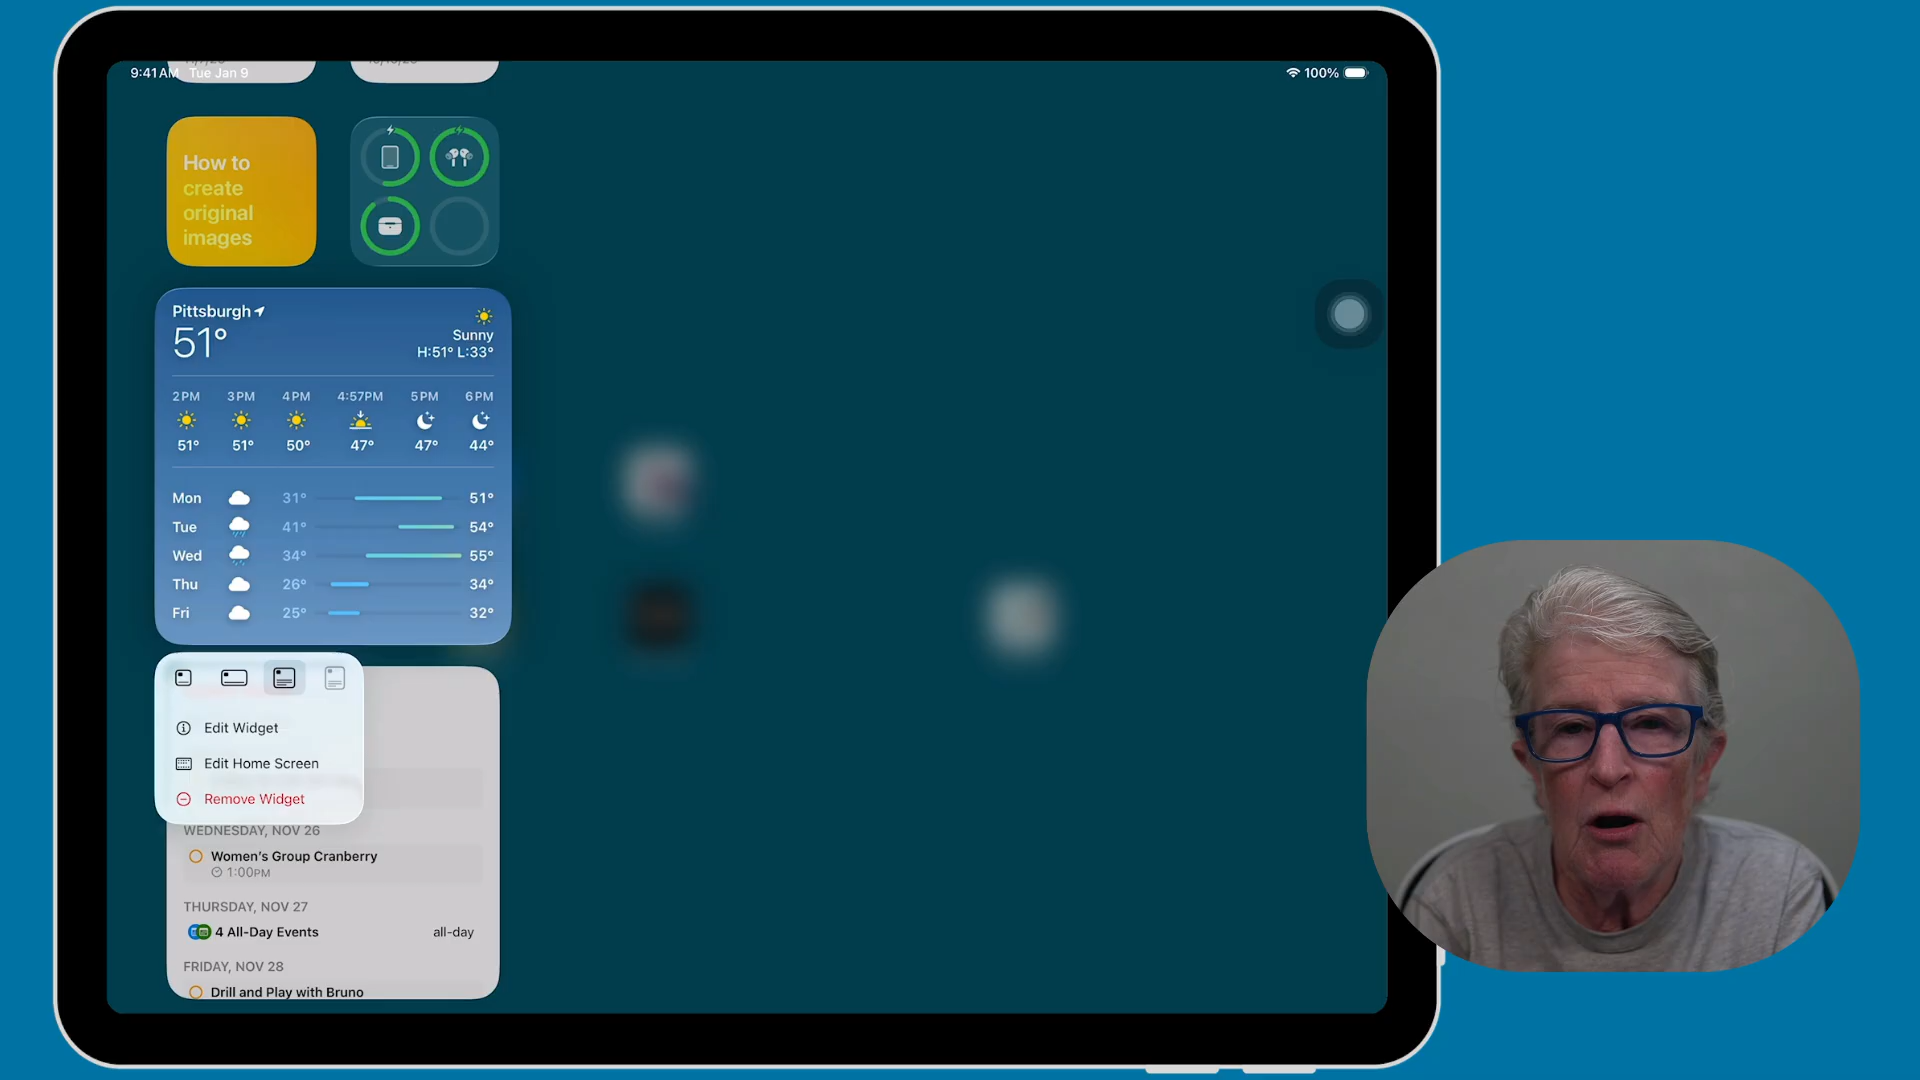 9:41AM Tue Jan 9
100%
How to
create
original
images
Pittsburgh
51°
Sunny
H:51° L:33°
2PM 3PM 4PM 4:57PM 5PM 6PM
51° 51° 50° 47° 47° 44°
Mon 31° 51°
Tue 41° 54°
Wed 34° 55°
Thu 26° 34°
Fri 25° 32°
Edit Widget
Edit Home Screen
Remove Widget
WEDNESDAY, NOV 26
Women's Group Cranberry
1:00PM
THURSDAY, NOV 27
4 All-Day Events all-day
FRIDAY, NOV 28
Drill and Play with Bruno